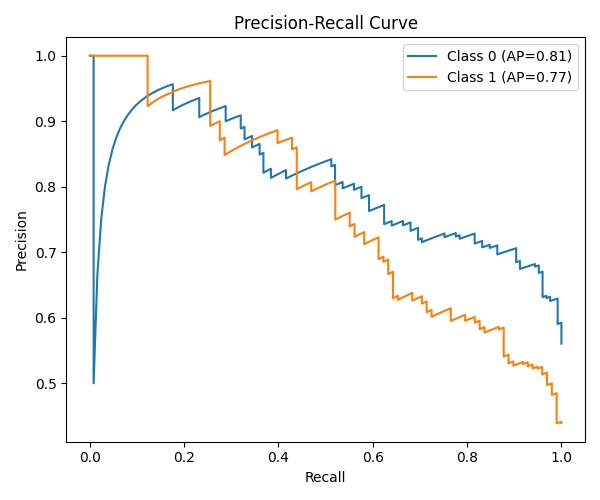 Precision-Recall Curve
Class 0 (AP=0.81)
Class 1 (AP=0.77)
Precision
1.0
0.9
0.8
0.7
0.6
0.5
0.0 0.2 0.4 0.6 0.8 1.0
Recall